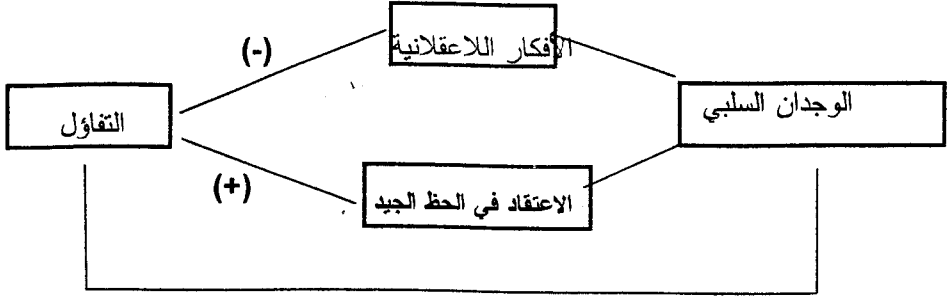 الأفكار اللاعقلانية
(-)
الوجدان السلبي
التفاؤل
(+)
الاعتقاد في الحظ الجيد